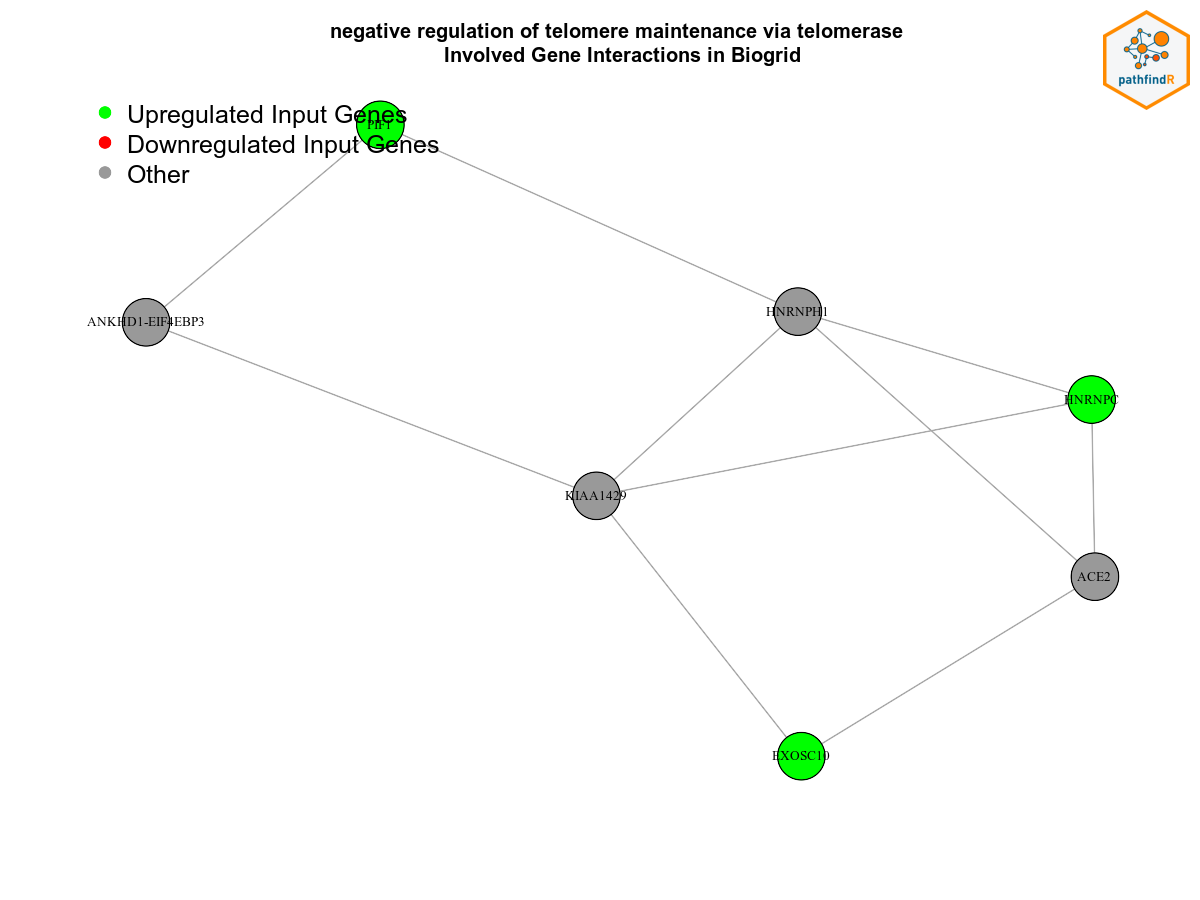 negative regulation of telomere maintenance via telomerase
Involved Gene Interactions in Biogrid
pathfindR
Upregulated Input Genes
PIF1
Downregulated Input Genes
Other
HNRNPH1
ANKHD1-EIF4EBP3
HNRNPC
KIAA1429
ACE2
EXOSC10